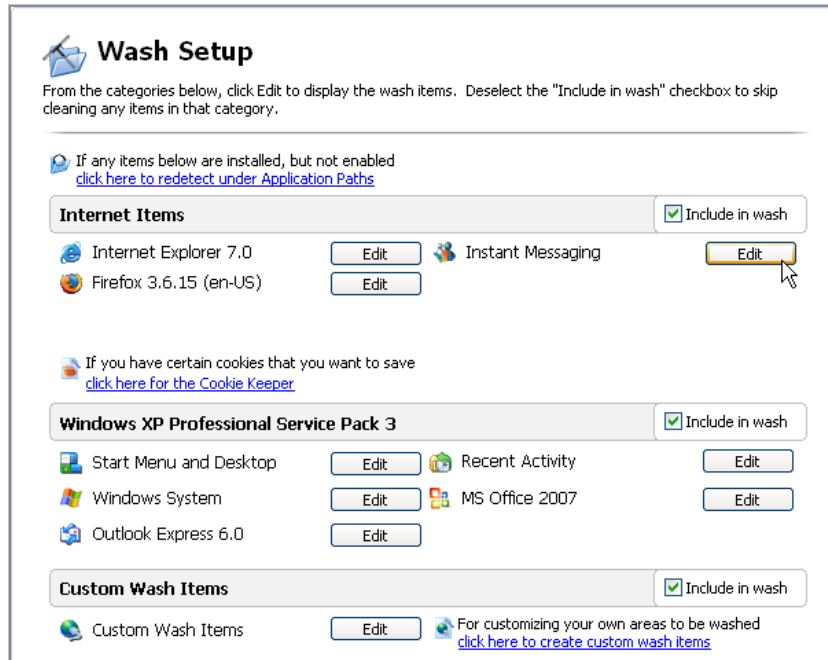 Wash Setup
From the categories below, click Edit to display the wash items. Deselect the "Include in wash" checkbox to skip
cleaning any items in that category.
If any items below are installed, but not enabled
click here to redetect under Application Paths
Internet Items
Include in wash
Internet Explorer 7.0
Edit
Instant Messaging
Edit
Firefox 3.6.15 (en-US)
Edit
If you have certain cookies that you want to save
click here for the Cookie Keeper
Windows XP Professional Service Pack 3
Include in wash
Start Menu and Desktop
Edit
Recent Activity
Edit
Windows System
Edit
MS Office 2007
Edit
Outlook Express 6.0
Edit
Custom Wash Items
Include in wash
Custom Wash Items
Edit
For customizing your own areas to be washed
click here to create custom wash items